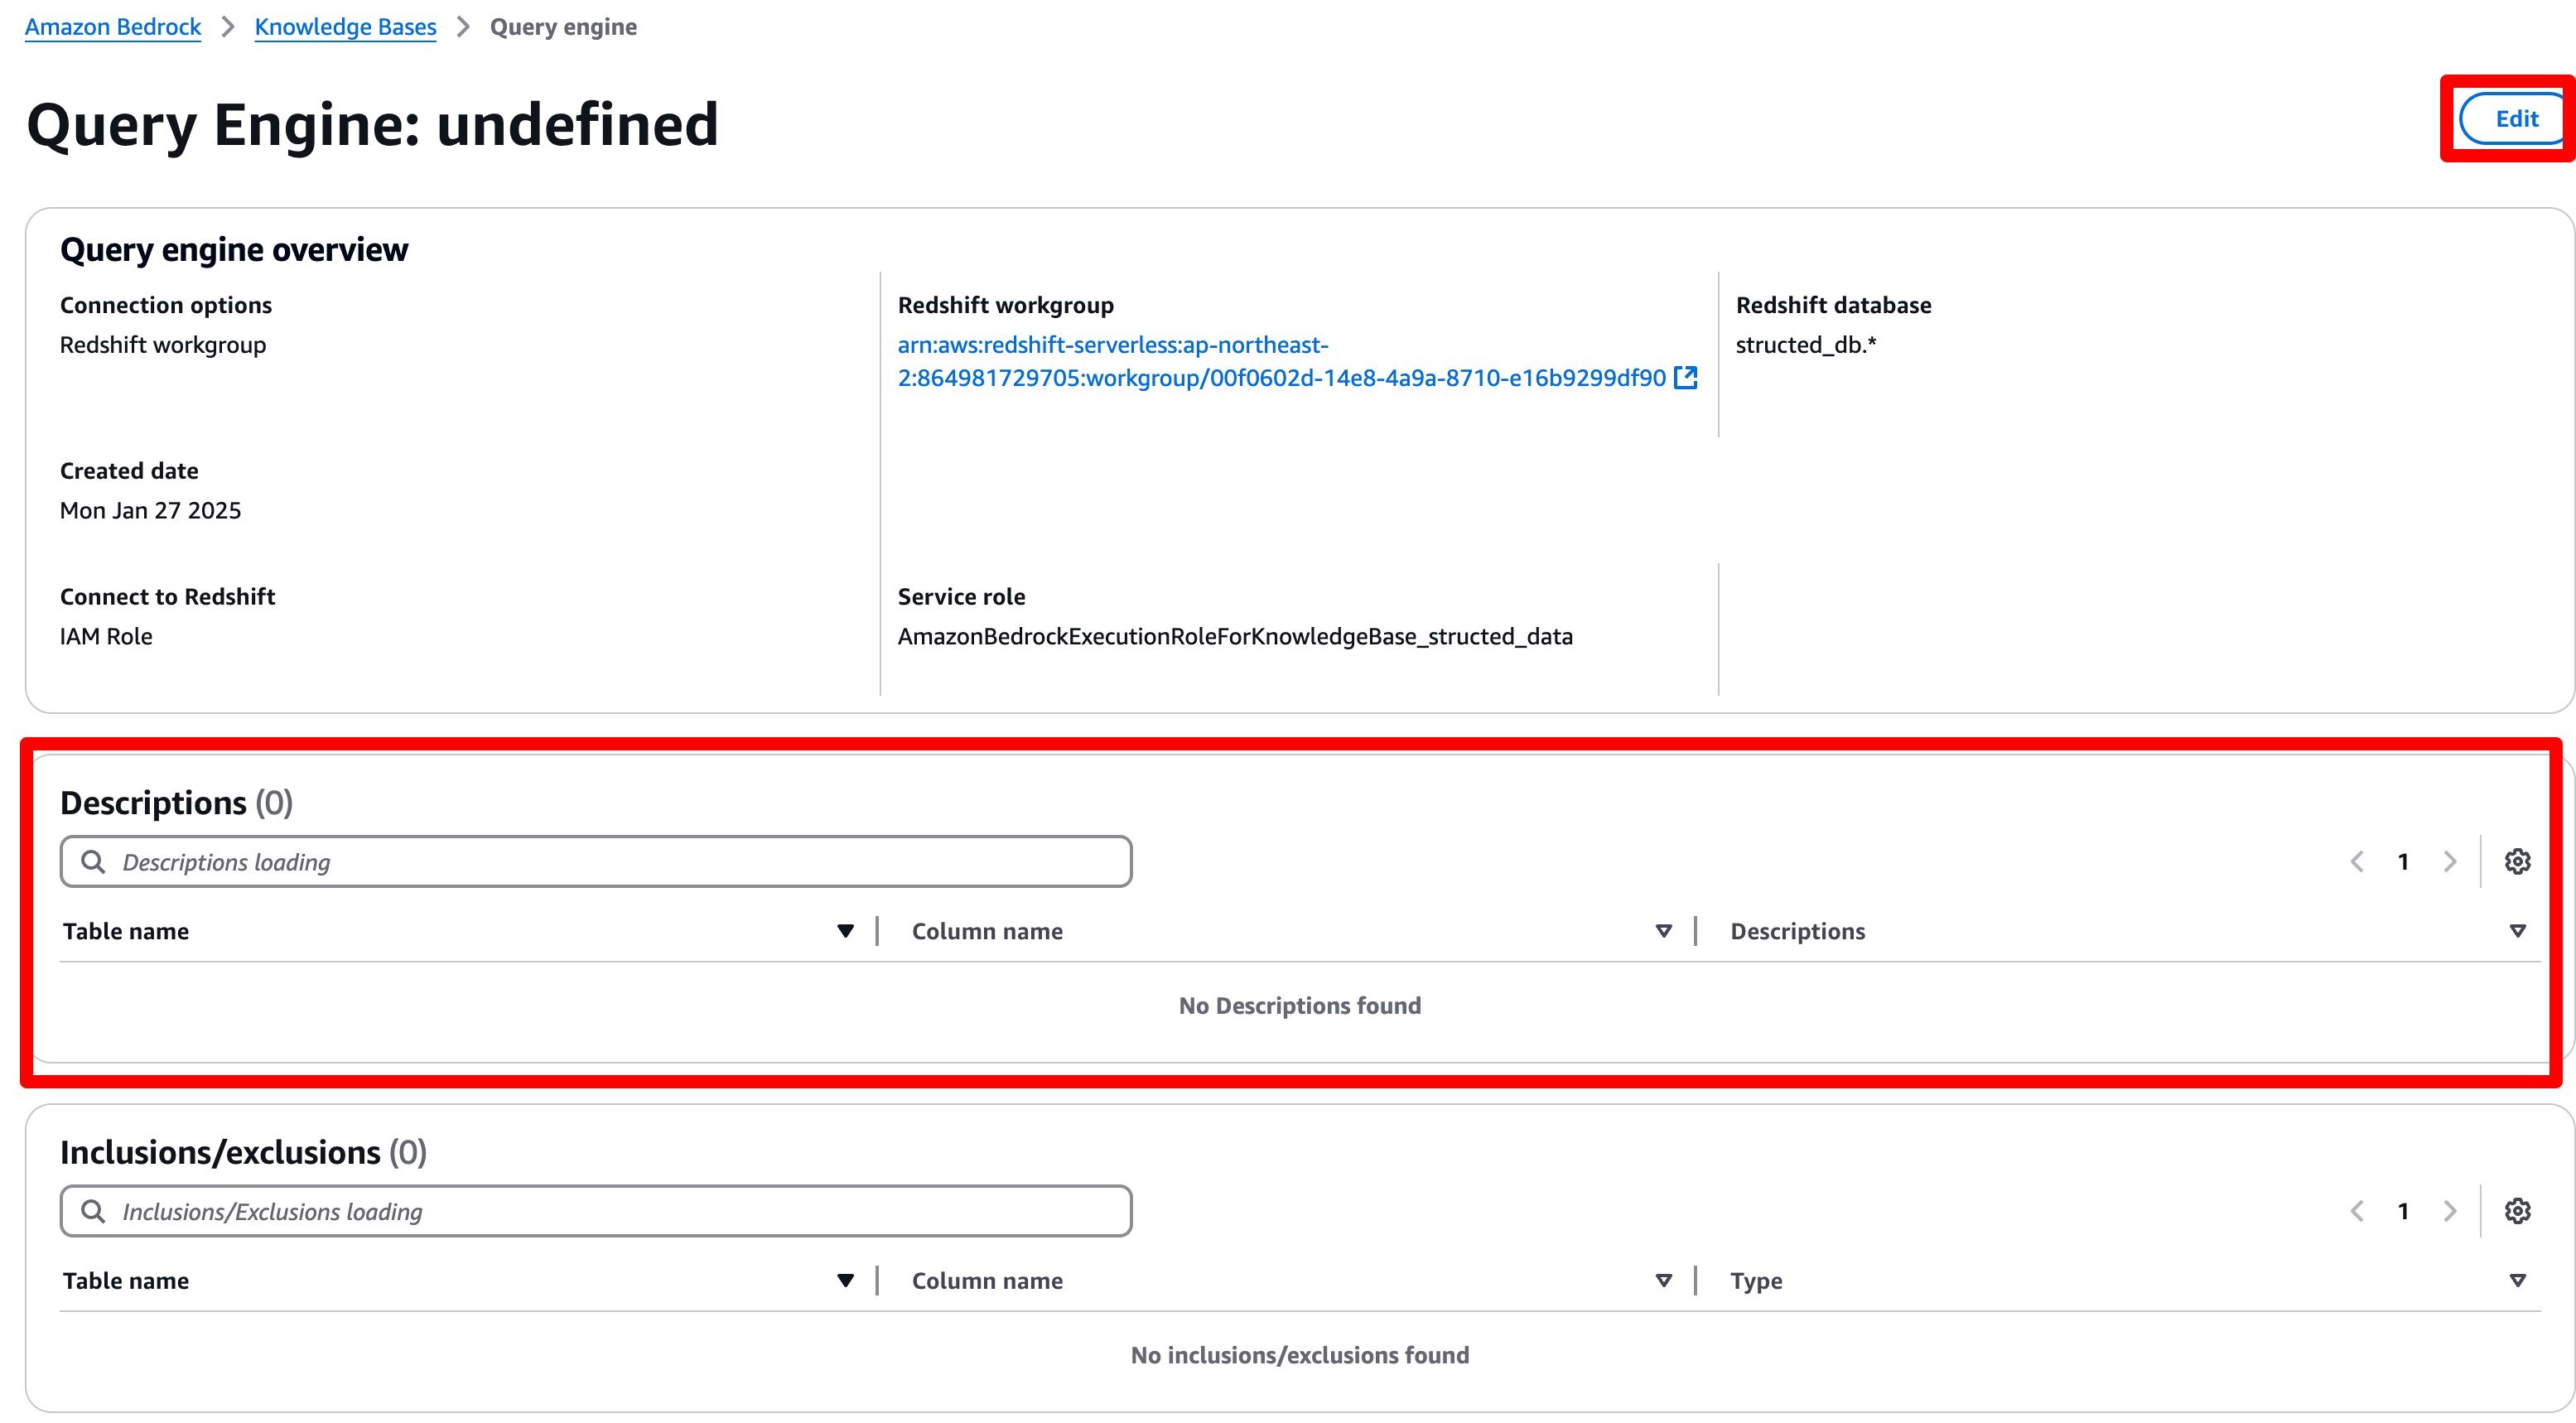 Amazon Bedrock > Knowledge Bases > Query engine
Query Engine: undefined
Edit
Query engine overview
Connection options
Redshift workgroup
Redshift workgroup
arn:aws:redshift-serverless:ap-northeast-
2:864981729705:workgroup/00f0602d-14e8-4a9a-8710-e16b9299df90
Redshift database
structed_db.*
Created date
Mon Jan 27 2025
Connect to Redshift
IAM Role
Service role
AmazonBedrockExecutionRoleForKnowledgeBase_structed_data
Descriptions (0)
Descriptions loading
1
Table name
Column name
Descriptions
No Descriptions found
Inclusions/exclusions (0)
Inclusions/Exclusions loading
1
Table name
Column name
Type
No inclusions/exclusions found